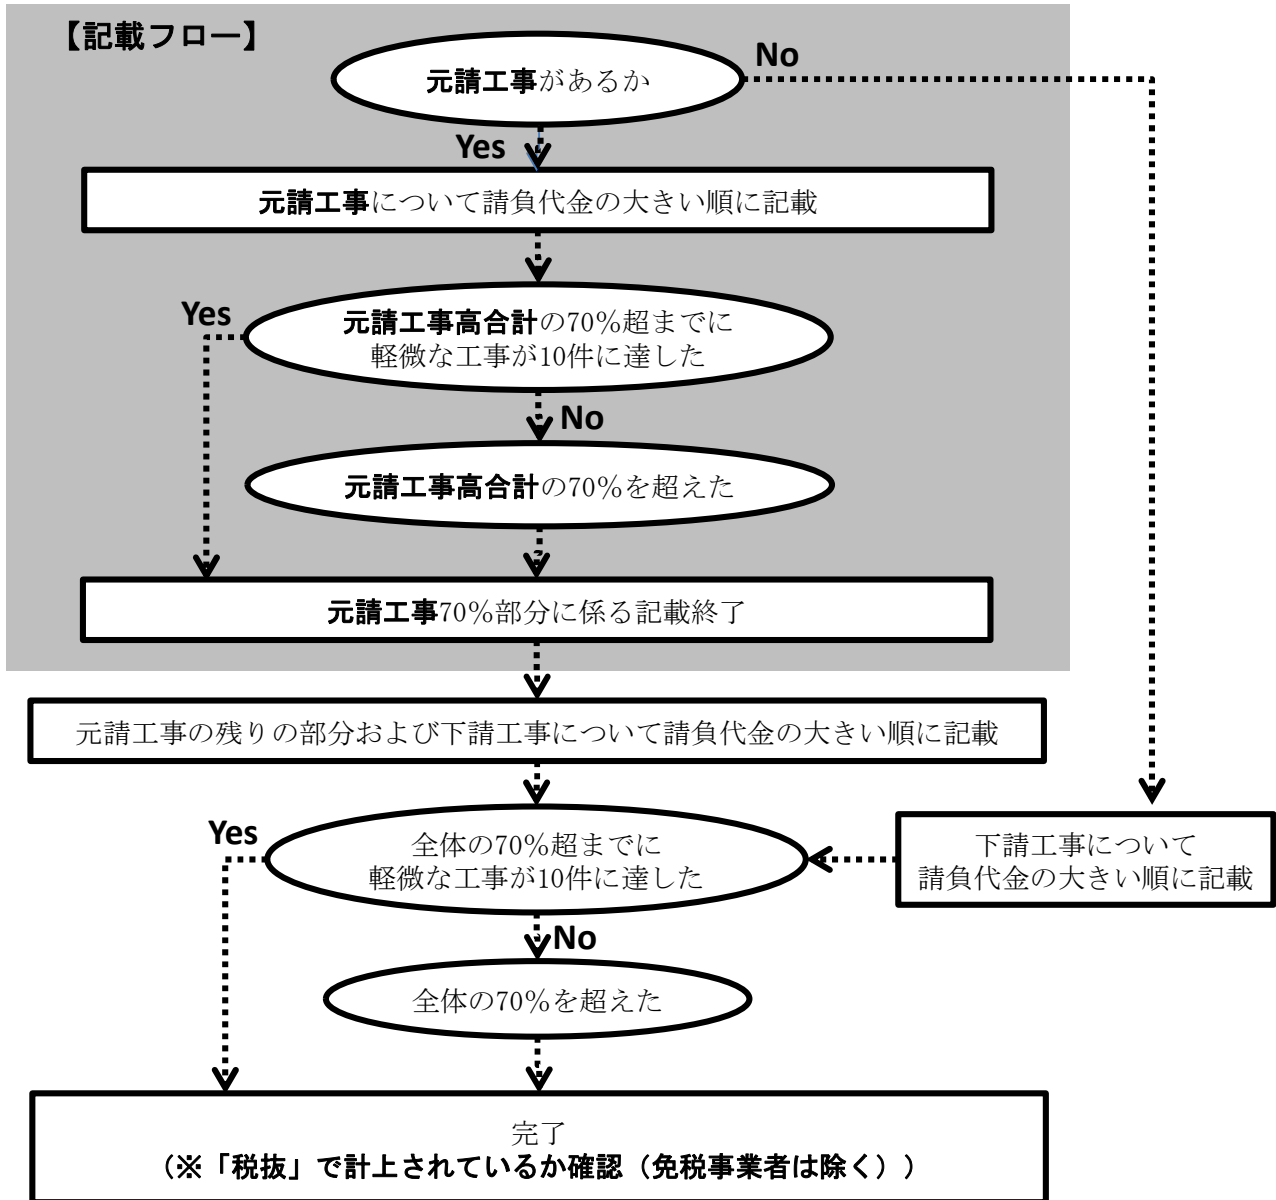 【記載フロー】
元請工事があるか
No
Yes
元請工事について請負代金の大きい順に記載
Yes
元請工事高合計の70%超までに
軽微な工事が10件に達した
No
元請工事高合計の70%を超えた
元請工事70%部分に係る記載終了
元請工事の残りの部分および下請工事について請負代金の大きい順に記載
Yes
全体の70%超までに
軽微な工事が10件に達した
下請工事について
請負代金の大きい順に記載
No
全体の70%を超えた
完了
(※「税抜」で計上されているか確認(免税事業者は除く))